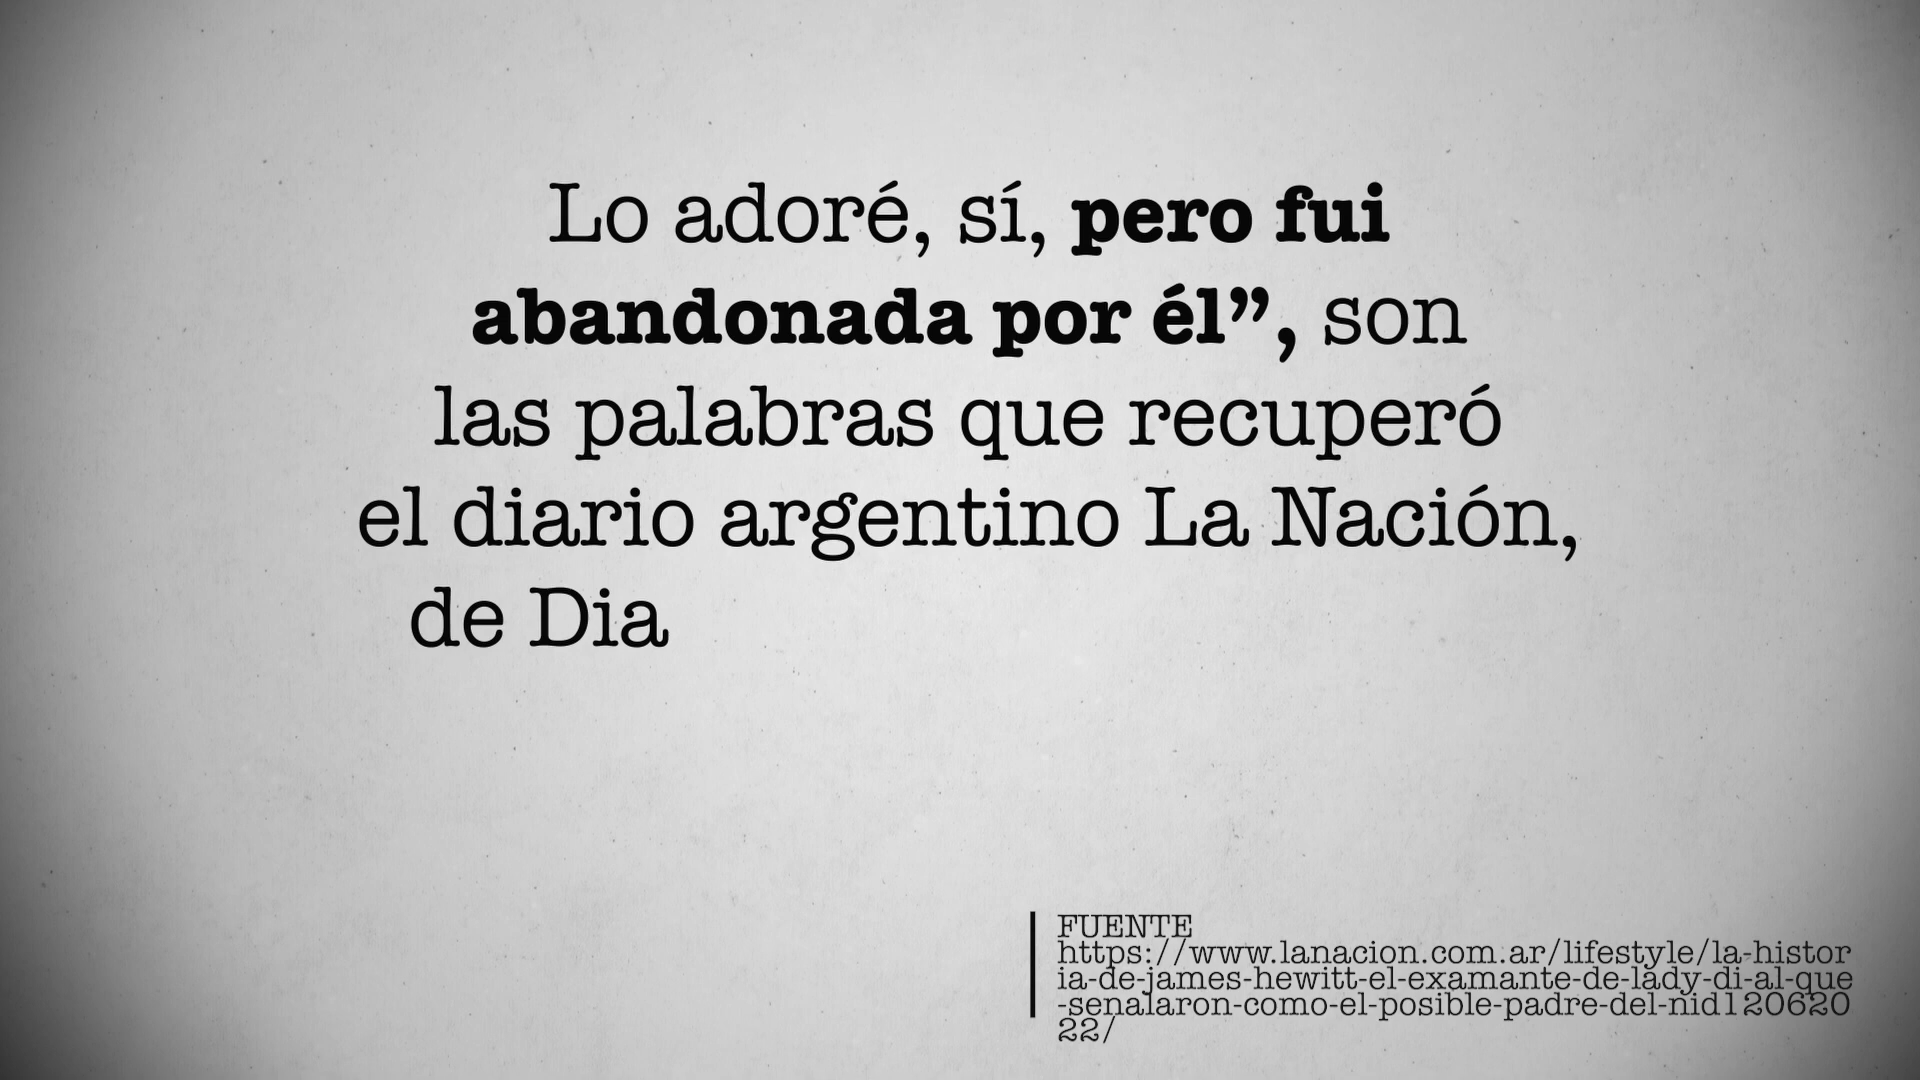 Lo adoré, sí, pero fui
abandonada por él”, son
las palabras que recuperó
el diario argentino La Nación,
de Dia
FUENTE
https://www.lanacion.com.ar/lifestyle/la-histor
ia-de-james-hewitt-el-examante-de-lady-di-al-que
-senalaron-como-el-posible-padre-del-nid120620
22/